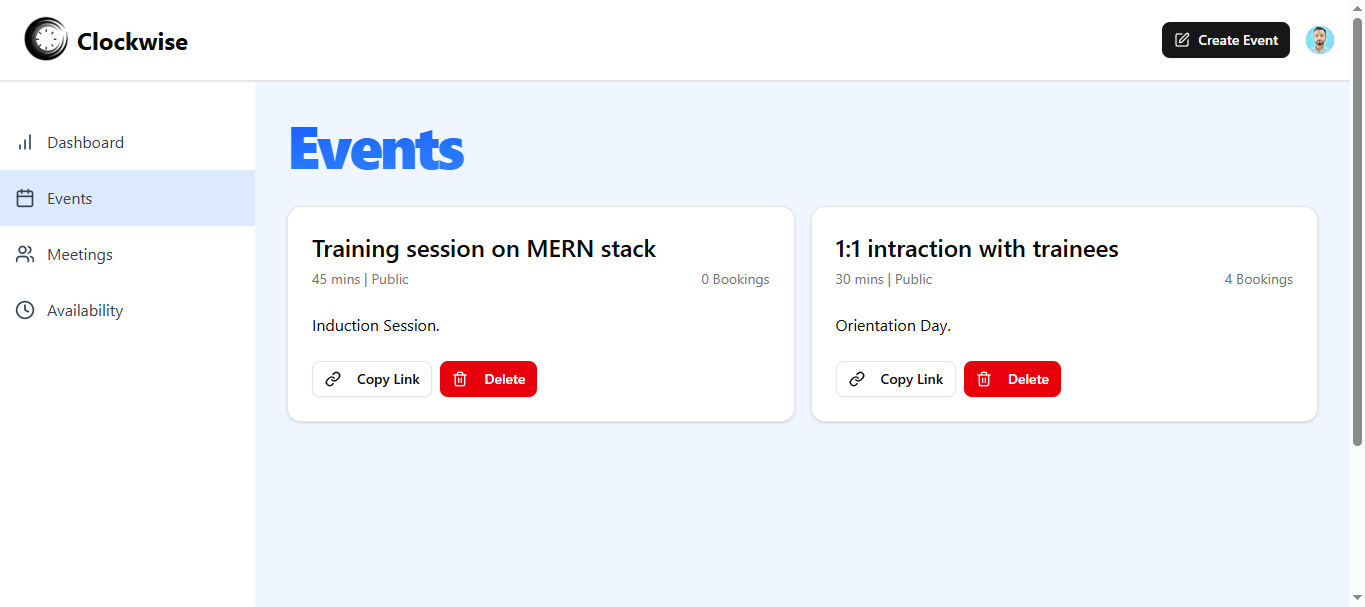 Clockwise
Create Event
Dashboard
Events
Meetings
Availability
Events
Training session on MERN stack
45 mins | Public
0 Bookings
Induction Session.
Copy Link
Delete
1:1 intraction with trainees
30 mins | Public
4 Bookings
Orientation Day.
Copy Link
Delete